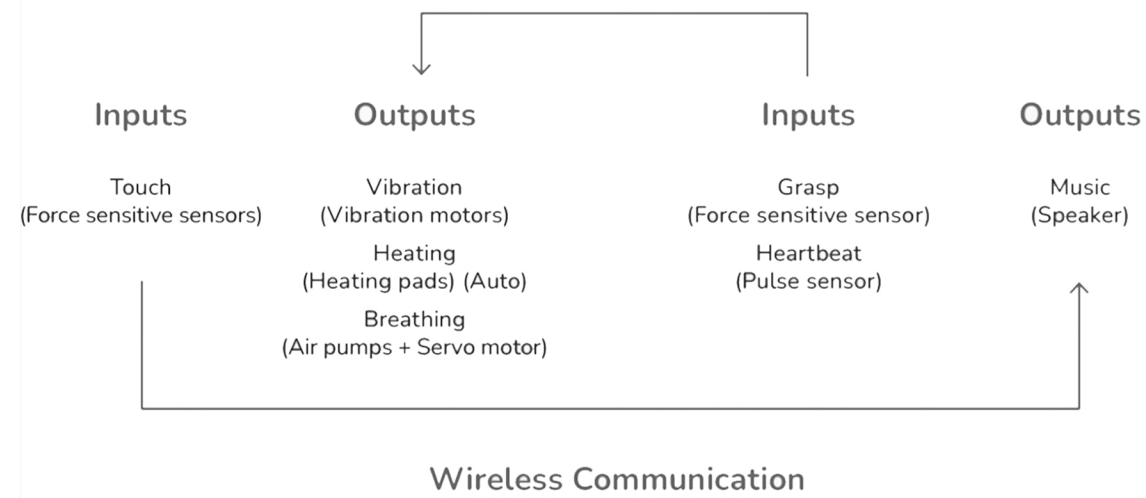 Inputs
Touch
(Force sensitive sensors)
Outputs
Vibration
(Vibration motors)
Heating
(Heating pads) (Auto)
Breathing
(Air pumps + Servo motor)
Inputs
Grasp
(Force sensitive sensor)
Heartbeat
(Pulse sensor)
Outputs
Music
(Speaker)
Wireless Communication